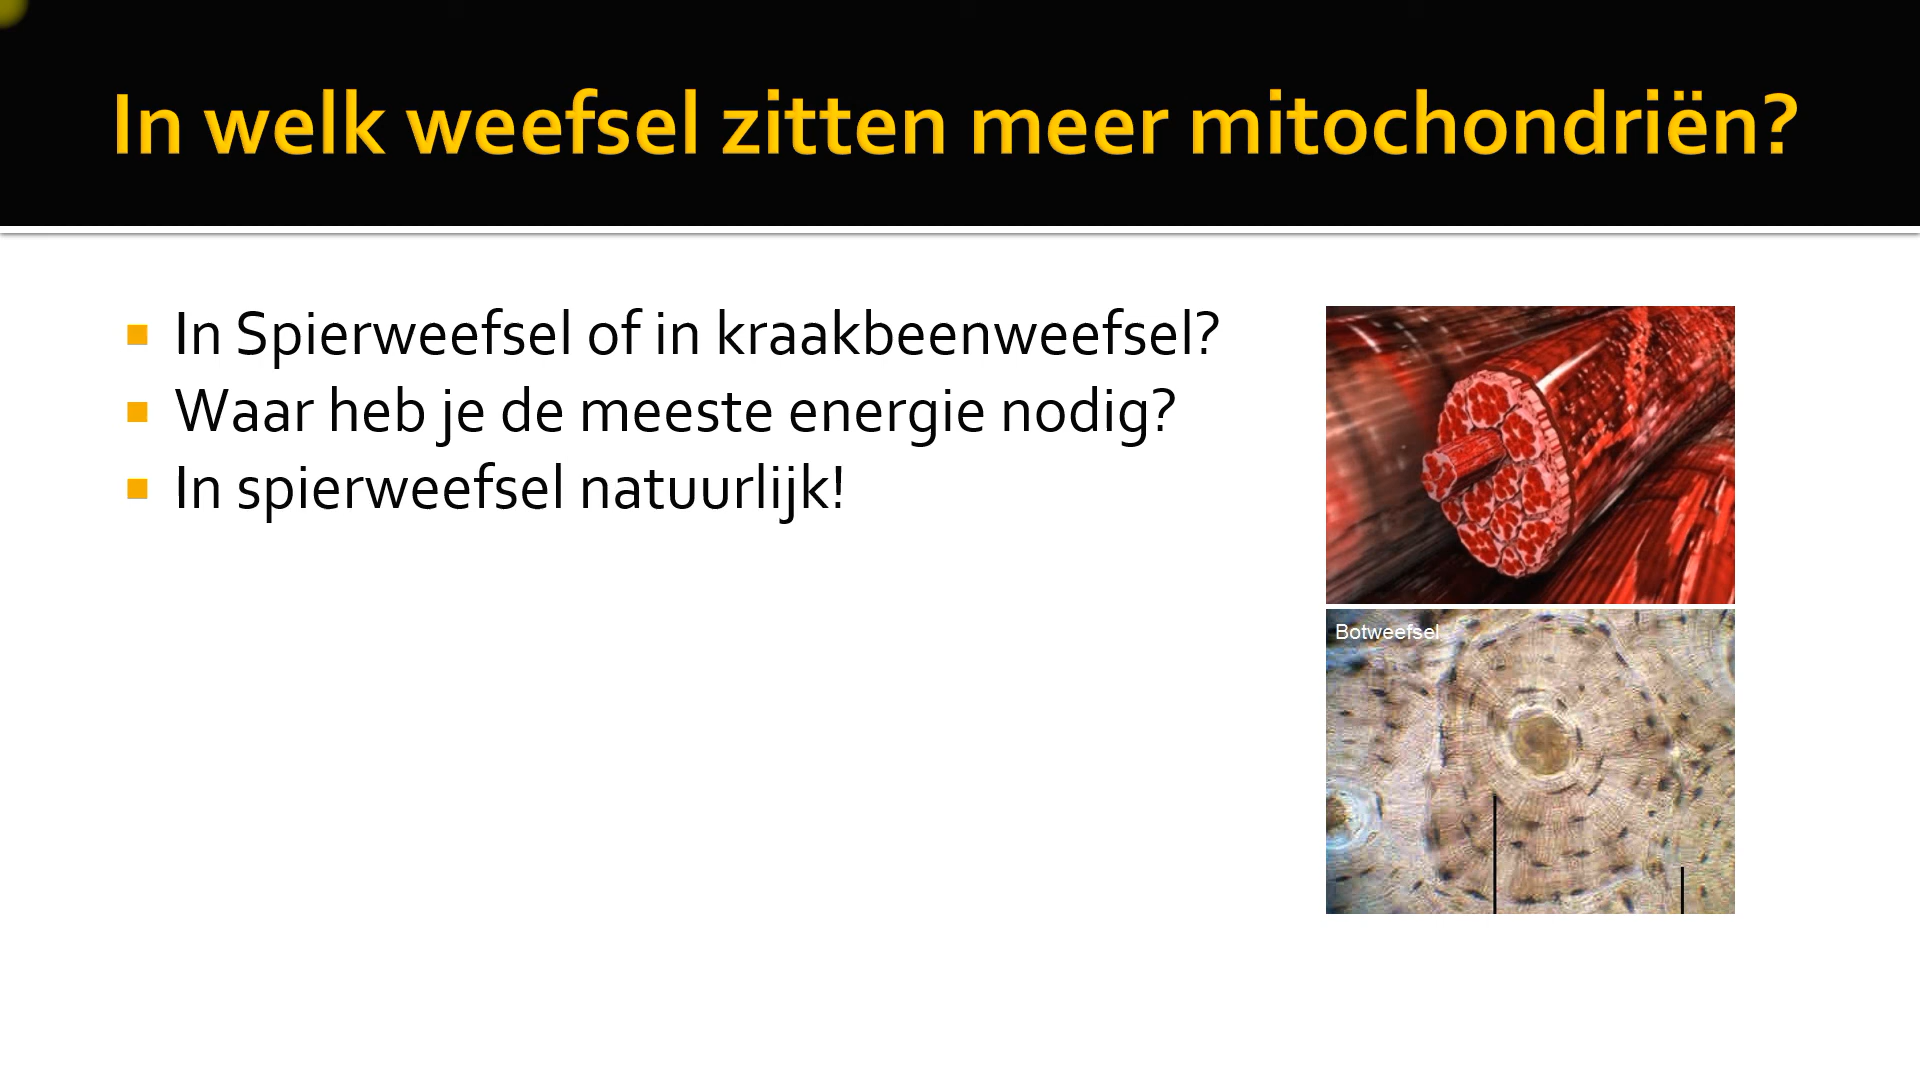 In welk weefsel zitten meer mitochondriën?
In Spierweefsel of in kraakbeenweefsel?
Waar heb je de meeste energie nodig?
In spierweefsel natuurlijk!
Botweefsel